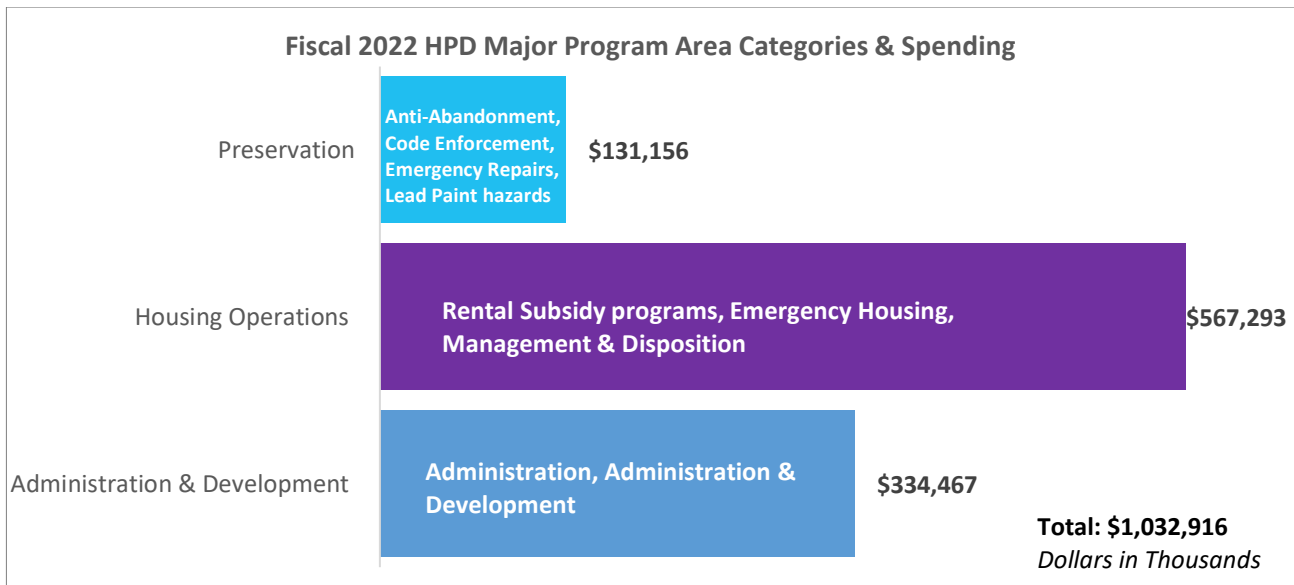 Fiscal 2022 HPD Major Program Area Categories & Spending
Preservation
Anti-Abandonment,
Code Enforcement,
Emergency Repairs,
Lead Paint hazards
$131,156
Housing Operations
Rental Subsidy programs, Emergency Housing,
Management & Disposition
$567,293
Administration & Development
Administration, Administration &
Development
$334,467
Total: $1,032,916
Dollars in Thousands